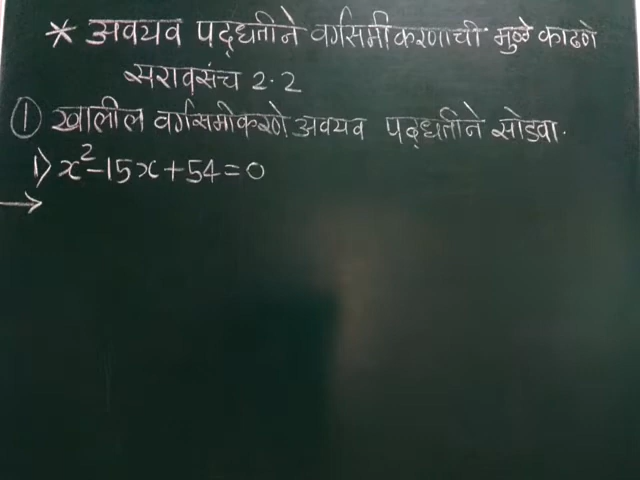 * अवयव पद्धतीने वर्गसमीकरणाची मुळे काढणे
सरावसंच 2.2
① खालील वर्गसमीकरणे अवयव पद्धतीने सोडवा.
1) x²-15x+54=0
→